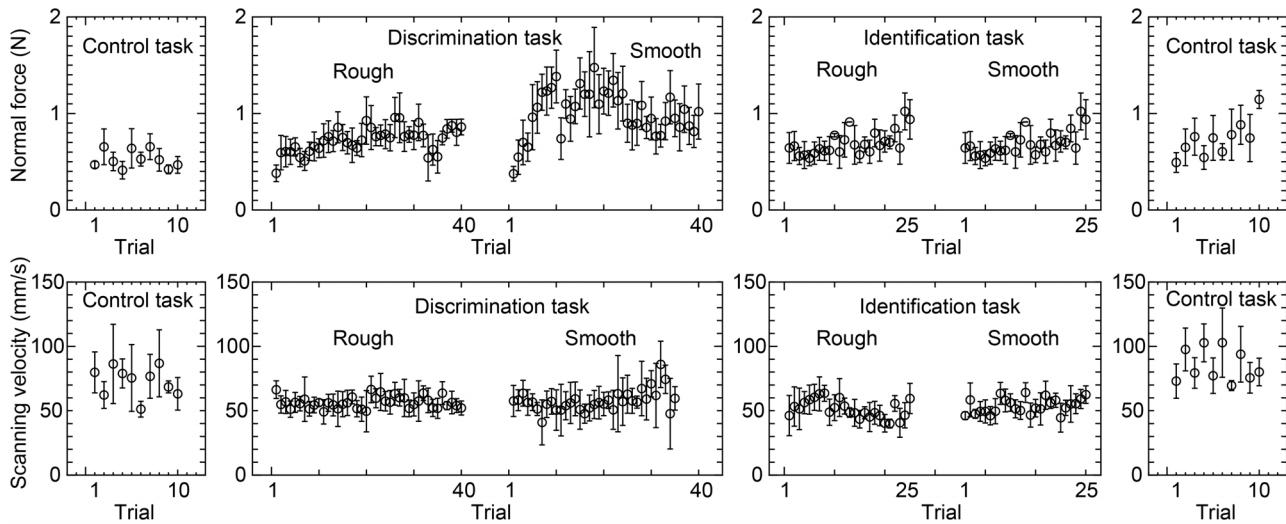 Normal force (N)
2
1
0
Control task
1 10
Trial
2
1
0
Discrimination task
Rough
Smooth
1 40 1 40
Trial
2
1
0
Identification task
Rough Smooth
1 25 1 25
Trial
2
1
0
Control task
1 10
Trial
Scanning velocity (mm/s)
150
100
50
0
Control task
1 10
Trial
150
100
50
0
Discrimination task
Rough Smooth
1 40 1 40
Trial
150
100
50
0
Identification task
Rough Smooth
1 25 1 25
Trial
150
100
50
0
Control task
1 10
Trial